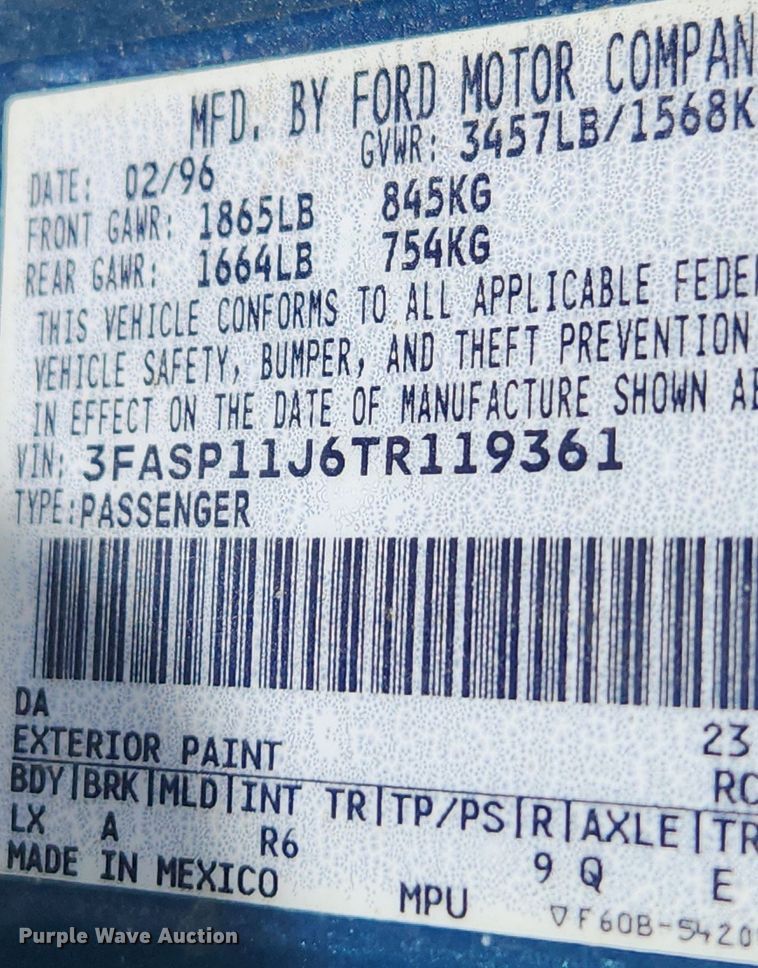 MFD. BY FORD MOTOR COMPAN
DATE: 02/96 GVWR: 3457LB/1568K
FRONT GAWR: 1865LB 845KG
REAR GAWR: 1664LB 754KG
THIS VEHICLE CONFORMS TO ALL APPLICABLE FEDE
VEHICLE SAFETY, BUMPER, AND THEFT PREVENTION
IN EFFECT ON THE DATE OF MANUFACTURE SHOWN AB
VIN: 3FASP11J6TR119361
TYPE: PASSENGER
DA 23
EXTERIOR PAINT RC
BDY|BRK|MLD|INT TR|TP/PS|R|AXLE|TR
LX A R6 9 Q E
MADE IN MEXICO MPU ▽F60B-5420
Purple Wave Auction